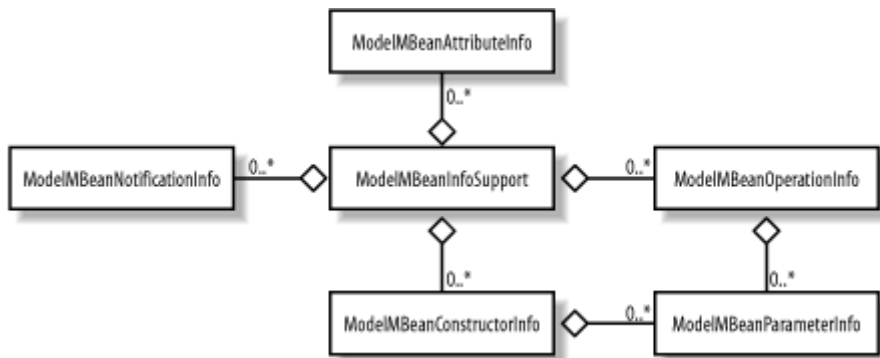 ModelMBeanAttributeInfo
0..*
ModelMBeanNotificationInfo
0..*
ModelMBeanInfoSupport
0..*
ModelMBeanOperationInfo
0..*
0..*
ModelMBeanConstructorInfo
0..*
ModelMBeanParameterInfo